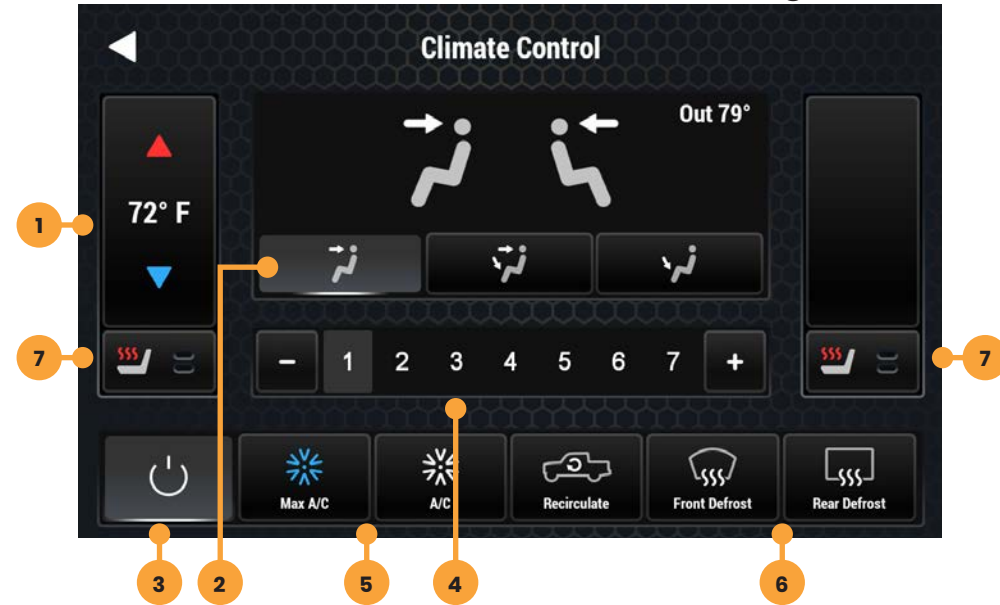 Climate Control
Out 79°
72° F
1
2
7
- 1 2 3 4 5 6 7 +
7
Max A/C
A/C
Recirculate
Front Defrost
Rear Defrost
3
2
5
4
6